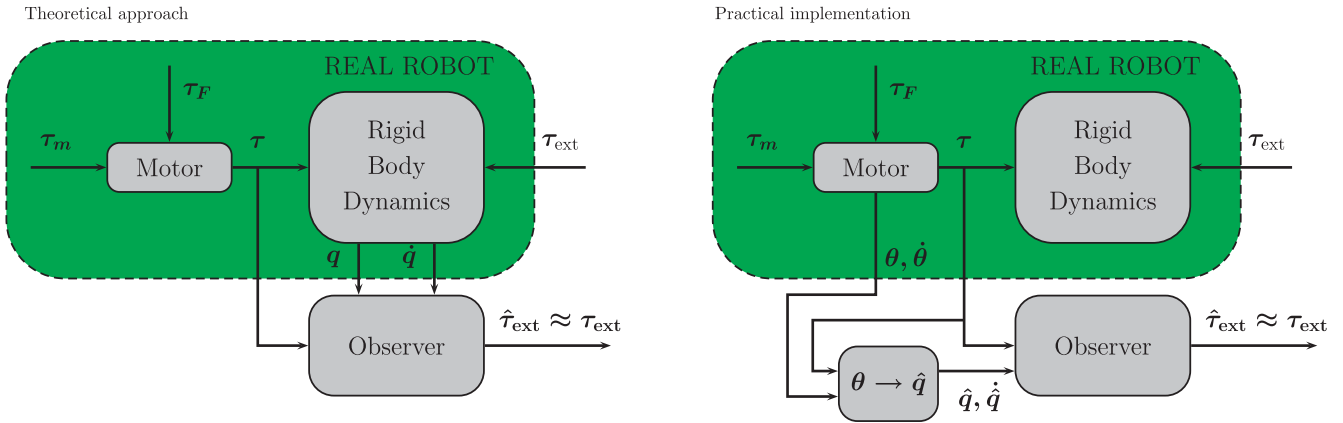 Theoretical approach
REAL ROBOT
τ_F
τ_m
Motor
τ
Rigid
Body
Dynamics
τ_ext
q
q̇
Observer
τ̂_ext ≈ τ_ext
Practical implementation
REAL ROBOT
τ_F
τ_m
Motor
τ
Rigid
Body
Dynamics
τ_ext
θ, θ̇
Observer
τ̂_ext ≈ τ_ext
θ → q̂
q̂, q̂̇